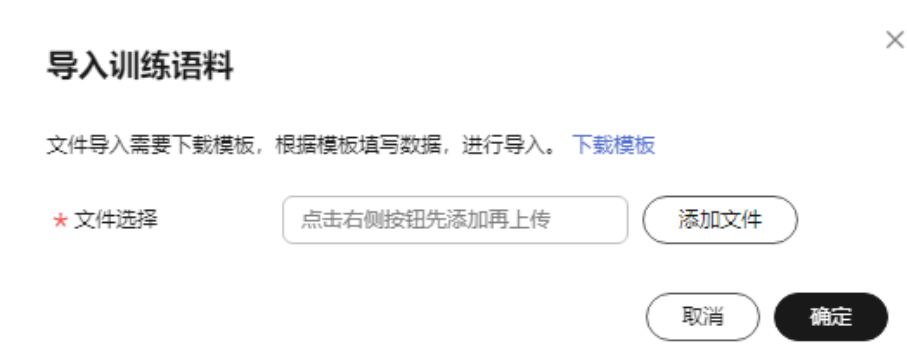 导入训练语料
文件导入需要下载模板，根据模板填写数据，进行导入。 下载模板
* 文件选择 点击右侧按钮先添加再上传 添加文件
取消 确定